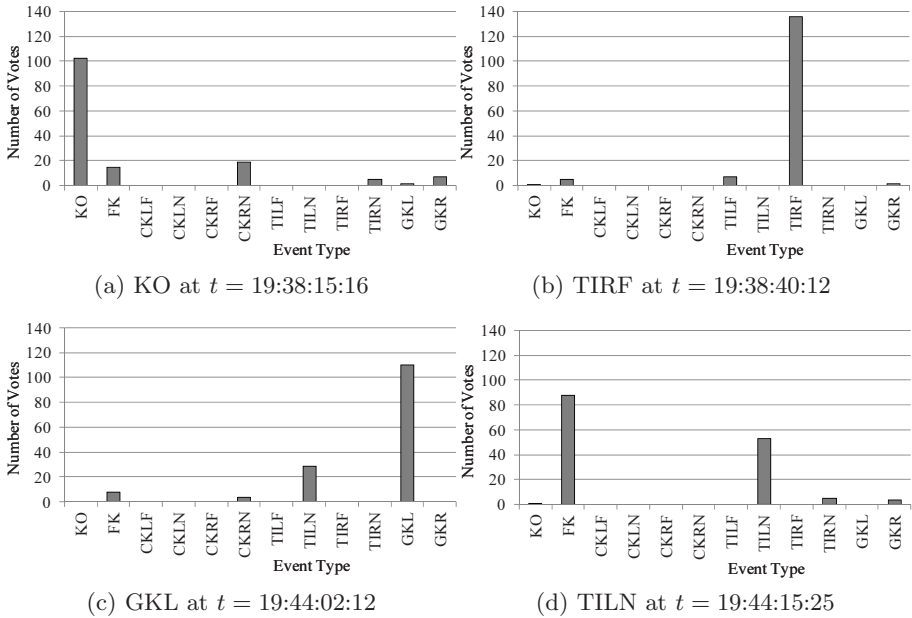 140
120
100
80
60
40
20
0
Number of Votes
KO
FK
CKLF
CKLN
CKRF
CKRN
TILF
TILN
TIRF
TIRN
GKL
GKR
Event Type
(a) KO at t = 19:38:15:16
140
120
100
80
60
40
20
0
Number of Votes
KO
FK
CKLF
CKLN
CKRF
CKRN
TILF
TILN
TIRF
TIRN
GKL
GKR
Event Type
(b) TIRF at t = 19:38:40:12
140
120
100
80
60
40
20
0
Number of Votes
KO
FK
CKLF
CKLN
CKRF
CKRN
TILF
TILN
TIRF
TIRN
GKL
GKR
Event Type
(c) GKL at t = 19:44:02:12
140
120
100
80
60
40
20
0
Number of Votes
KO
FK
CKLF
CKLN
CKRF
CKRN
TILF
TILN
TIRF
TIRN
GKL
GKR
Event Type
(d) TILN at t = 19:44:15:25